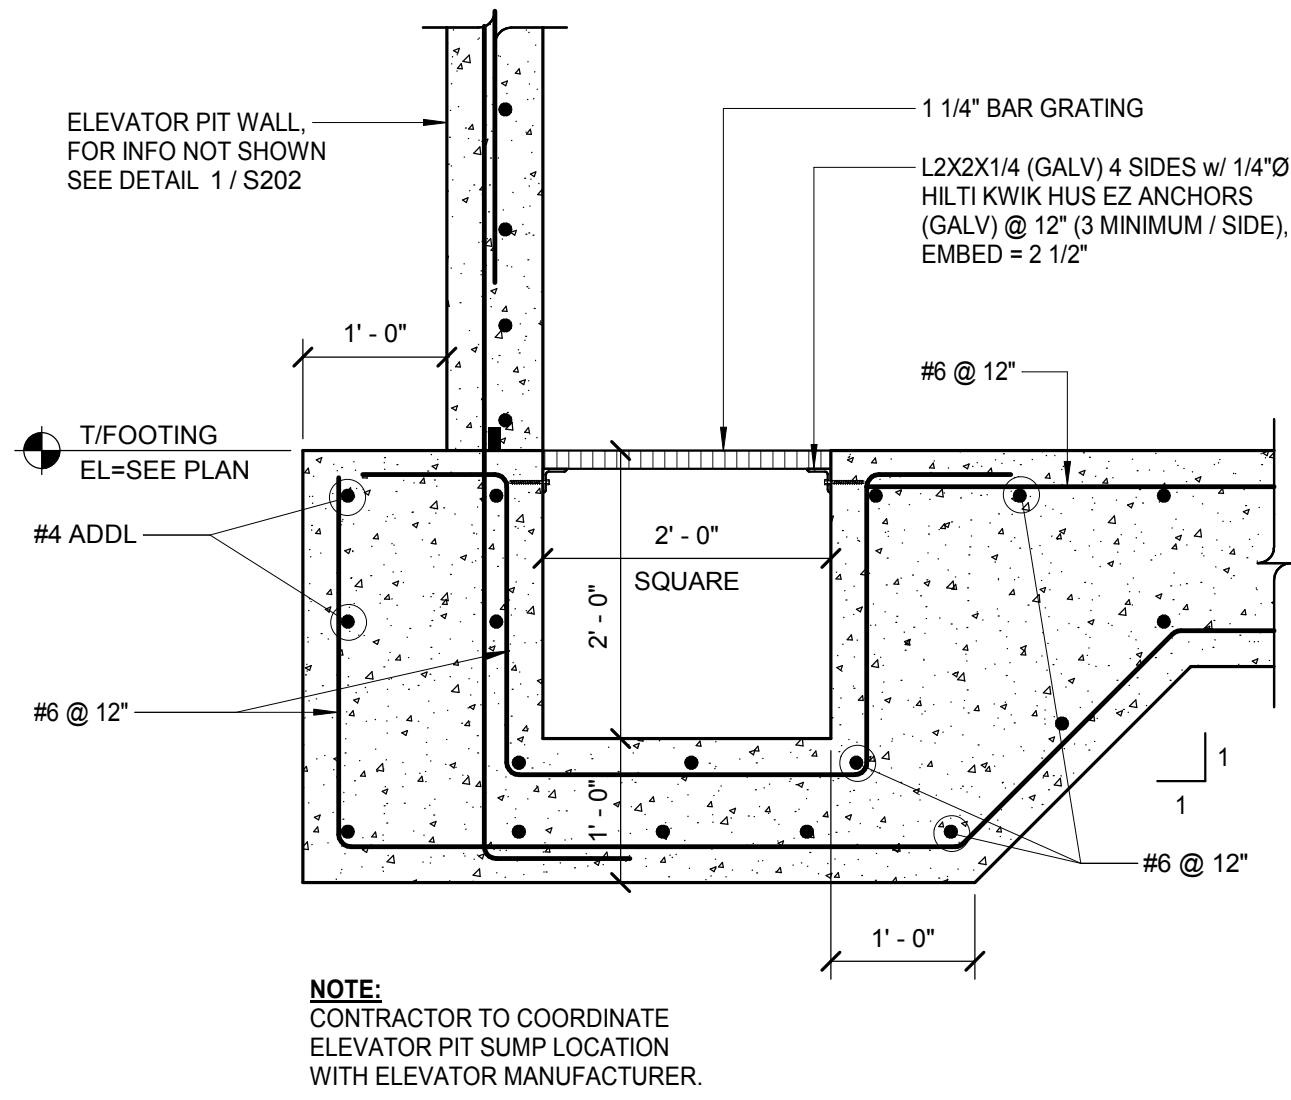 ELEVATOR PIT WALL,
FOR INFO NOT SHOWN
SEE DETAIL 1 / S202
1 1/4" BAR GRATING
L2X2X1/4 (GALV) 4 SIDES w/ 1/4"Ø
HILTI KWIK HUS EZ ANCHORS
(GALV) @ 12" (3 MINIMUM / SIDE),
EMBED = 2 1/2"
1' - 0"
#6 @ 12"
T/FOOTING
EL=SEE PLAN
#4 ADDL
2' - 0"
SQUARE
2' - 0"
#6 @ 12"
1
1
1' - 0"
#6 @ 12"
1' - 0"
NOTE:
CONTRACTOR TO COORDINATE
ELEVATOR PIT SUMP LOCATION
WITH ELEVATOR MANUFACTURER.